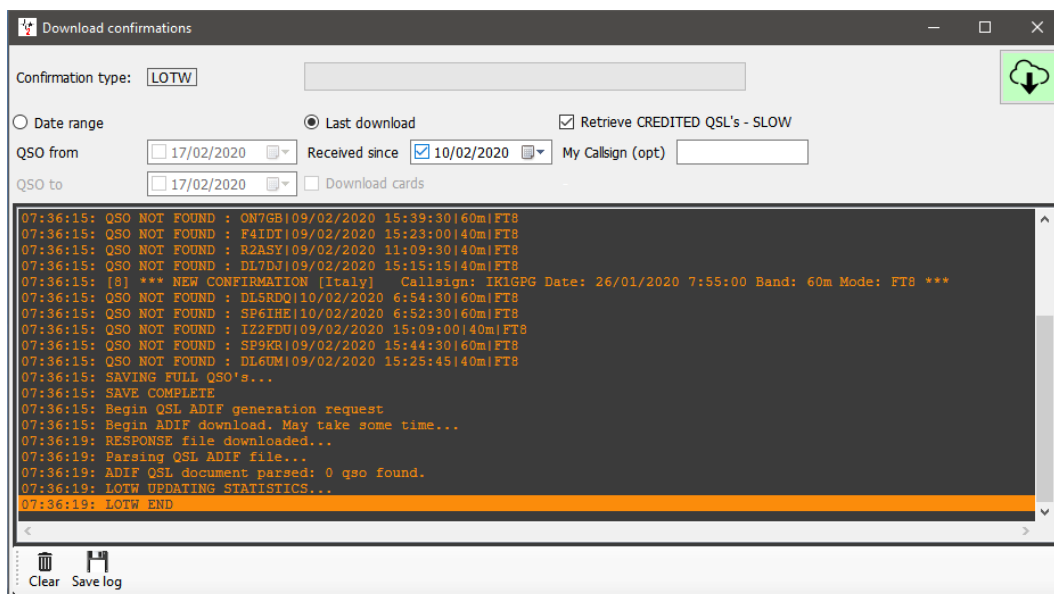 Download confirmations
Confirmation type: LOTW
Date range
Last download
Retrieve CREDITED QSL's - SLOW
QSO from 17/02/2020 Received since 10/02/2020 My Callsign (opt)
QSO to 17/02/2020 Download cards
07:36:15: QSO NOT FOUND : ON7GB|09/02/2020 15:39:30|60m|FT8
07:36:15: QSO NOT FOUND : F4IDT|09/02/2020 15:23:00|40m|FT8
07:36:15: QSO NOT FOUND : R2ASY|09/02/2020 11:09:30|40m|FT8
07:36:15: QSO NOT FOUND : DL7DJ|09/02/2020 15:15:15|40m|FT8
07:36:15: [8] *** NEW CONFIRMATION [Italy] Callsign: IK1GPG Date: 26/01/2020 7:55:00 Band: 60m Mode: FT8 ***
07:36:15: QSO NOT FOUND : DL5RDQ|10/02/2020 6:54:30|60m|FT8
07:36:15: QSO NOT FOUND : SP6IHE|10/02/2020 6:52:30|60m|FT8
07:36:15: QSO NOT FOUND : IZ2FDU|09/02/2020 15:09:00|40m|FT8
07:36:15: QSO NOT FOUND : SP9KR|09/02/2020 15:44:30|60m|FT8
07:36:15: QSO NOT FOUND : DL6UM|09/02/2020 15:25:45|40m|FT8
07:36:15: SAVING FULL QSO's...
07:36:15: SAVE COMPLETE
07:36:15: Begin QSL ADIF generation request
07:36:15: Begin ADIF download. May take some time...
07:36:19: RESPONSE file downloaded...
07:36:19: Parsing QSL ADIF file...
07:36:19: ADIF QSL document parsed: 0 qso found.
07:36:19: LOTW UPDATING STATISTICS...
07:36:19: LOTW END
Clear Save log